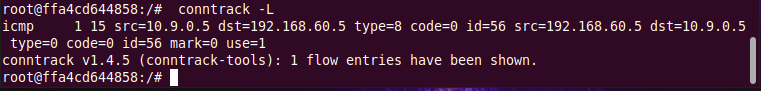 root@ffa4cd644858:/#  conntrack -L
icmp     1 15 src=10.9.0.5 dst=192.168.60.5 type=8 code=0 id=56 src=192.168.60.5 dst=10.9.0.5
 type=0 code=0 id=56 mark=0 use=1
conntrack v1.4.5 (conntrack-tools): 1 flow entries have been shown.
root@ffa4cd644858:/#